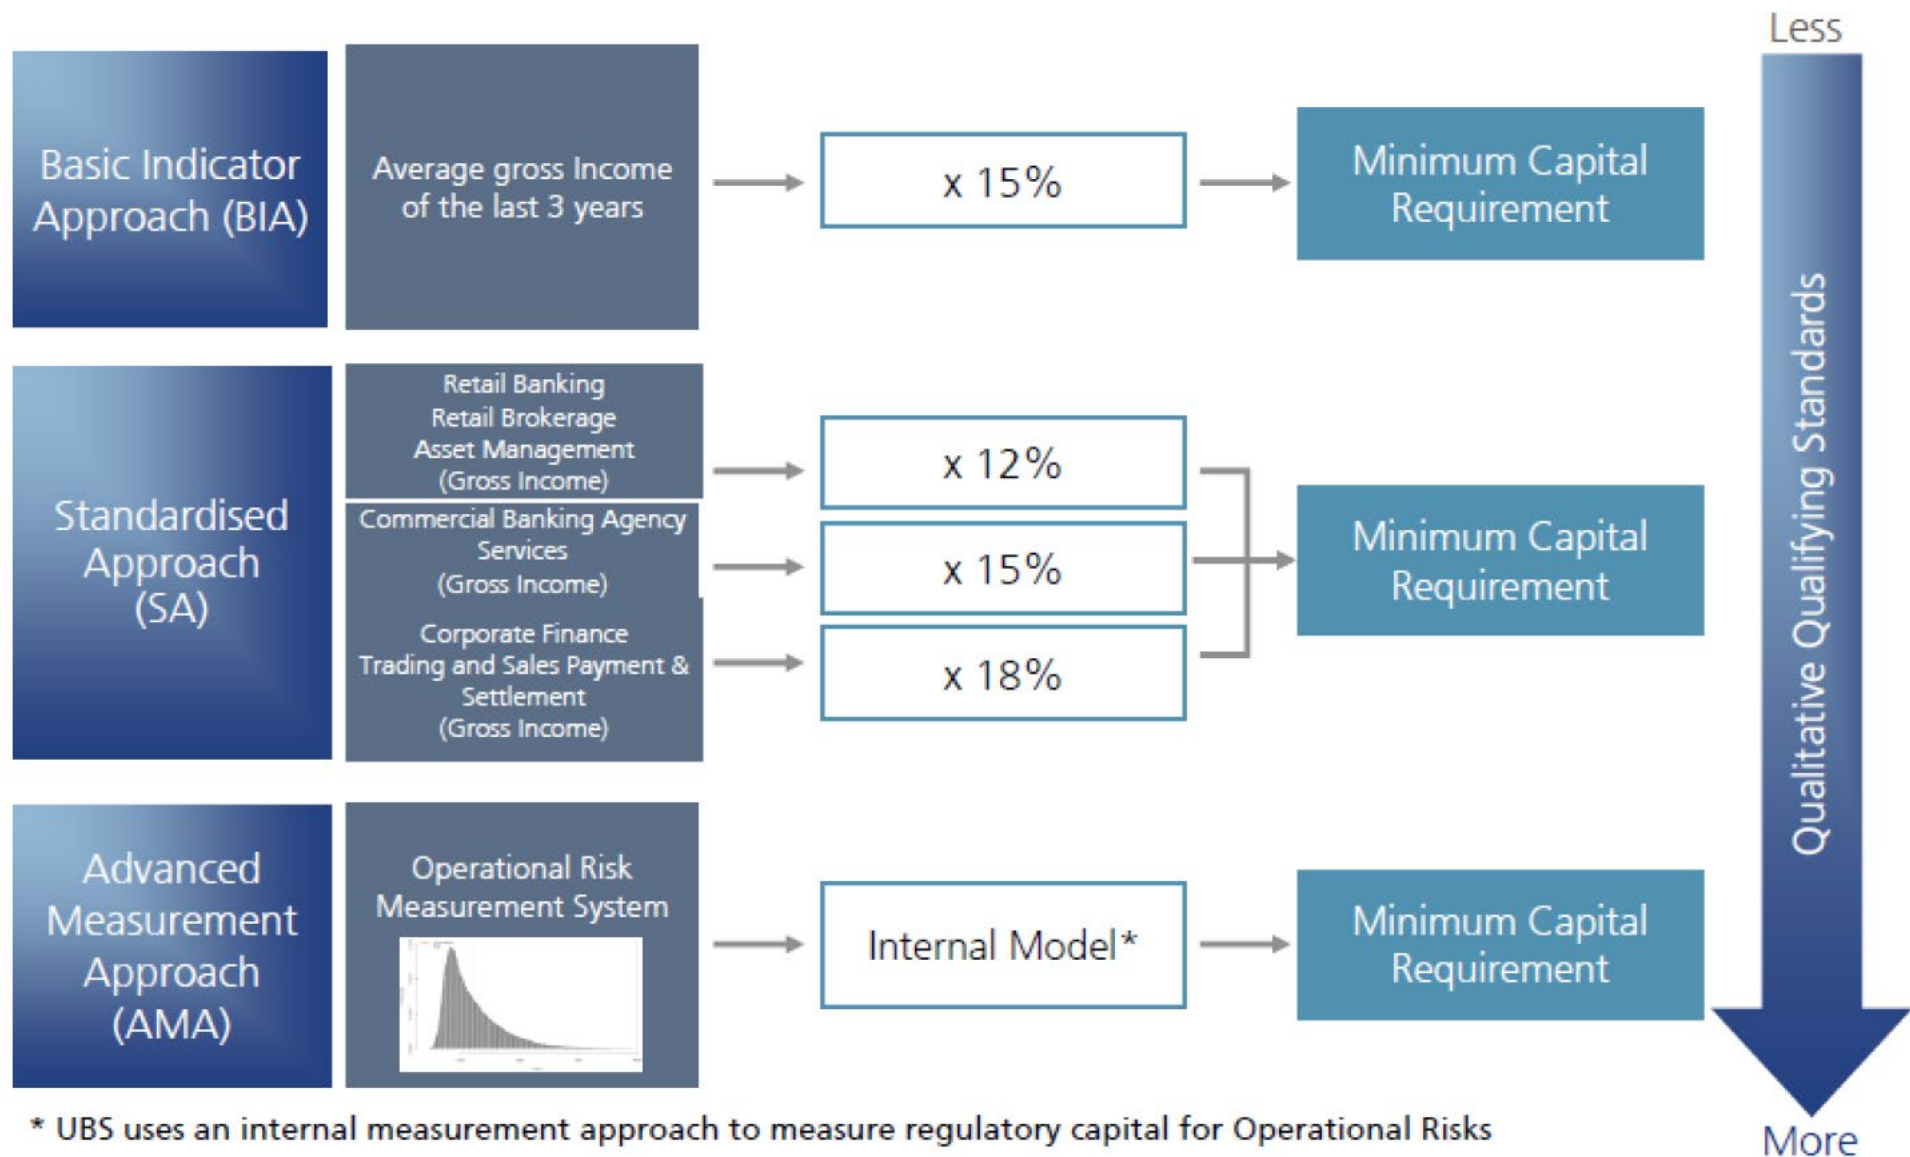 Less
Basic Indicator
Approach (BIA)
Average gross Income
of the last 3 years
x 15%
Minimum Capital
Requirement
Standardised
Approach
(SA)
Retail Banking
Retail Brokerage
Asset Management
(Gross Income)
x 12%
Commercial Banking Agency
Services
(Gross Income)
x 15%
Corporate Finance
Trading and Sales Payment &
Settlement
(Gross Income)
x 18%
Minimum Capital
Requirement
Advanced
Measurement
Approach
(AMA)
Operational Risk
Measurement System
Internal Model*
Minimum Capital
Requirement
Qualitative Qualifying Standards
More
* UBS uses an internal measurement approach to measure regulatory capital for Operational Risks